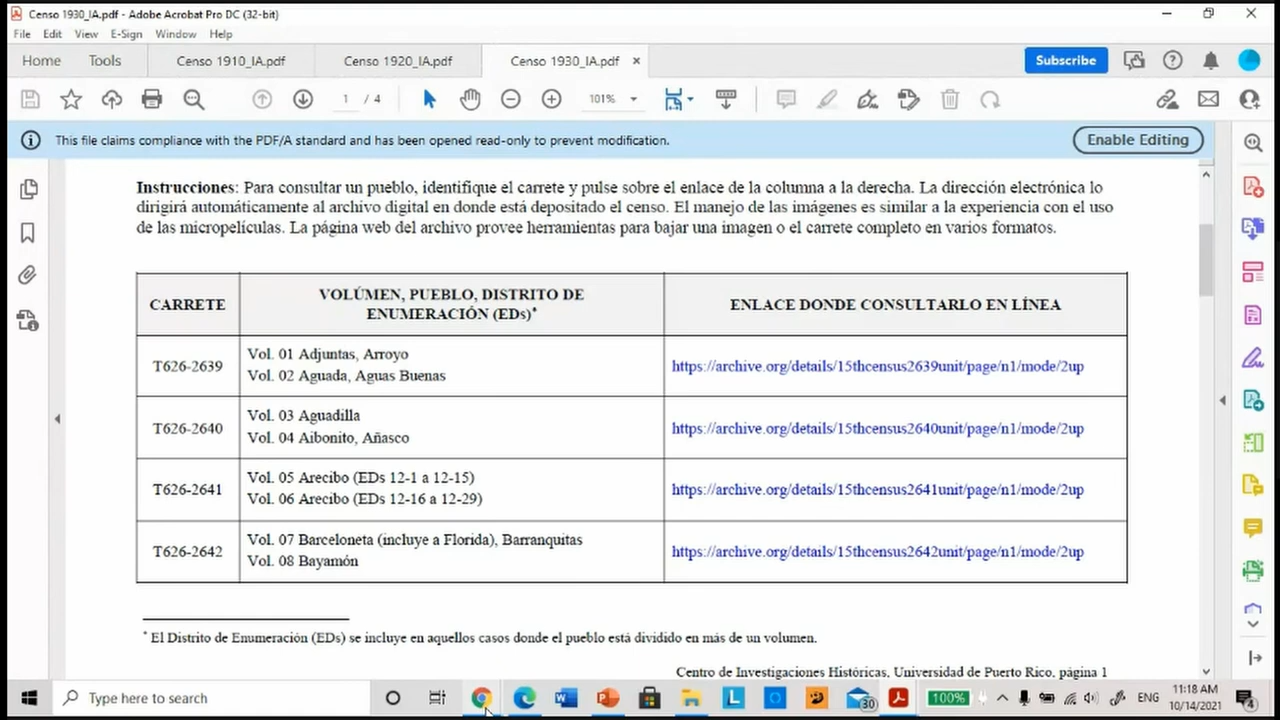 Censo 1930_IA.pdf - Adobe Acrobat Pro DC (32-bit)
File Edit View E-Sign Window Help
Home Tools Censo 1910_IA.pdf Censo 1920_IA.pdf Censo 1930_IA.pdf × Subscribe
1 / 4 101%
This file claims compliance with the PDF/A standard and has been opened read-only to prevent modification. Enable Editing
Instrucciones: Para consultar un pueblo, identifique el carrete y pulse sobre el enlace de la columna a la derecha. La dirección electrónica lo
dirigirá automáticamente al archivo digital en donde está depositado el censo. El manejo de las imágenes es similar a la experiencia con el uso
de las micropelículas. La página web del archivo provee herramientas para bajar una imagen o el carrete completo en varios formatos.
CARRETE
VOLÚMEN, PUEBLO, DISTRITO DE
ENUMERACIÓN (EDs)*
ENLACE DONDE CONSULTARLO EN LÍNEA
T626-2639
Vol. 01 Adjuntas, Arroyo
Vol. 02 Aguada, Aguas Buenas
https://archive.org/details/15thcensus2639unit/page/n1/mode/2up
T626-2640
Vol. 03 Aguadilla
Vol. 04 Aibonito, Añasco
https://archive.org/details/15thcensus2640unit/page/n1/mode/2up
T626-2641
Vol. 05 Arecibo (EDs 12-1 a 12-15)
Vol. 06 Arecibo (EDs 12-16 a 12-29)
https://archive.org/details/15thcensus2641unit/page/n1/mode/2up
T626-2642
Vol. 07 Barceloneta (incluye a Florida), Barranquitas
Vol. 08 Bayamón
https://archive.org/details/15thcensus2642unit/page/n1/mode/2up
* El Distrito de Enumeración (EDs) se incluye en aquellos casos donde el pueblo está dividido en más de un volumen.
Centro de Investigaciones Históricas, Universidad de Puerto Rico, página 1
Type here to search
L
30
100%
ENG
11:18 AM
10/14/2021
4